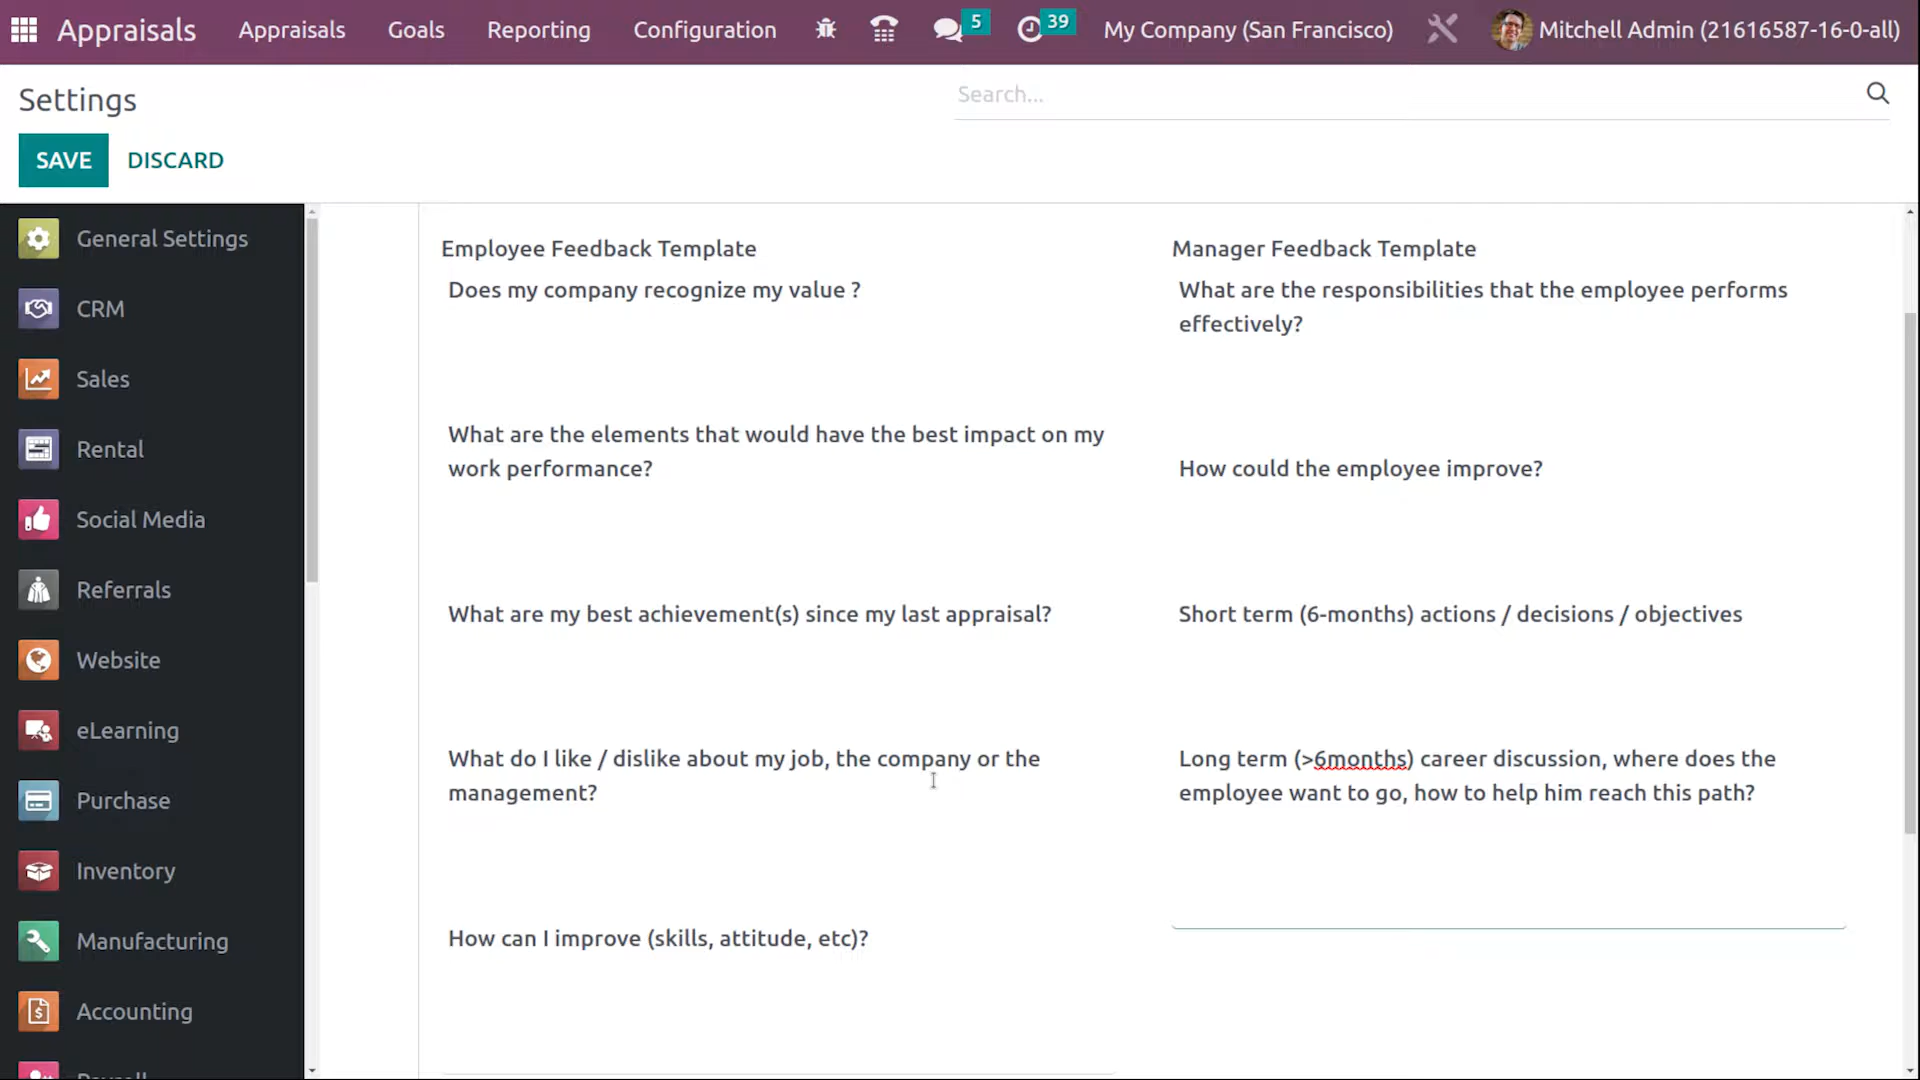 Appraisals Appraisals Goals Reporting Configuration 5 39 My Company (San Francisco) Mitchell Admin (21616587-16-0-all)
Settings
Search...
SAVE DISCARD
General Settings
CRM
Sales
Rental
Social Media
Referrals
Website
eLearning
Purchase
Inventory
Manufacturing
Accounting
Employee Feedback Template
Does my company recognize my value ?
What are the elements that would have the best impact on my
work performance?
What are my best achievement(s) since my last appraisal?
What do I like / dislike about my job, the company or the
management?
How can I improve (skills, attitude, etc)?
Manager Feedback Template
What are the responsibilities that the employee performs
effectively?
How could the employee improve?
Short term (6-months) actions / decisions / objectives
Long term (>6months) career discussion, where does the
employee want to go, how to help him reach this path?